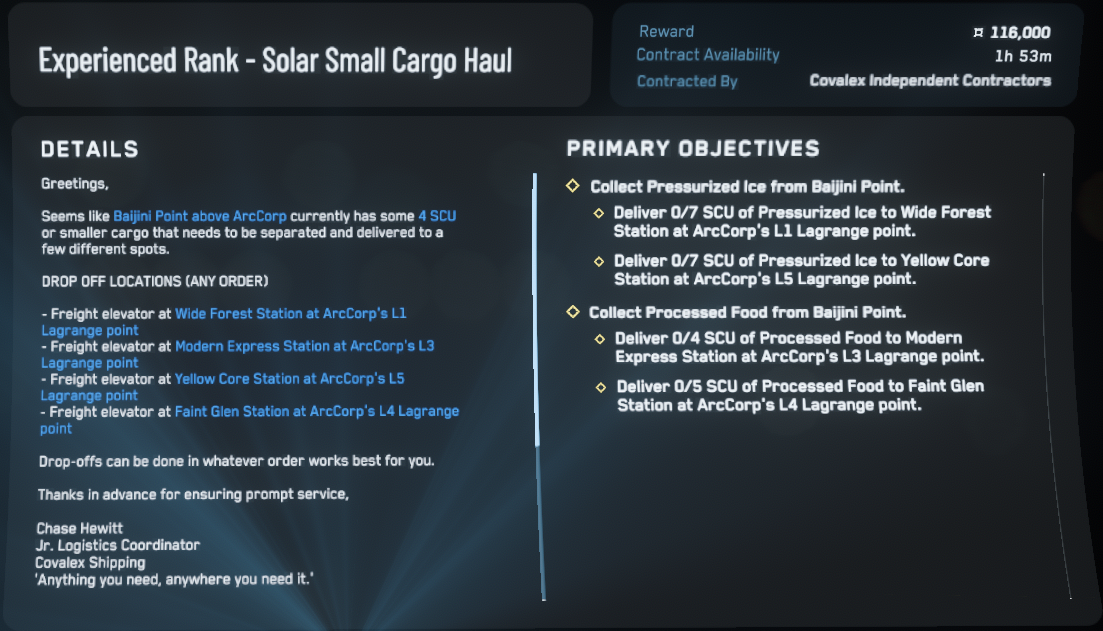 Experienced Rank - Solar Small Cargo Haul
Reward ¤ 116,000
Contract Availability 1h 53m
Contracted By Covalex Independent Contractors
DETAILS
Greetings,
Seems like Baijini Point above ArcCorp currently has some 4 SCU
or smaller cargo that needs to be separated and delivered to a
few different spots.
DROP OFF LOCATIONS (ANY ORDER)
- Freight elevator at Wide Forest Station at ArcCorp's L1
Lagrange point
- Freight elevator at Modern Express Station at ArcCorp's L3
Lagrange point
- Freight elevator at Yellow Core Station at ArcCorp's L5
Lagrange point
- Freight elevator at Faint Glen Station at ArcCorp's L4 Lagrange
point
Drop-offs can be done in whatever order works best for you.
Thanks in advance for ensuring prompt service,
Chase Hewitt
Jr. Logistics Coordinator
Covalex Shipping
'Anything you need, anywhere you need it.'
PRIMARY OBJECTIVES
Collect Pressurized Ice from Baijini Point.
Deliver 0/7 SCU of Pressurized Ice to Wide Forest
Station at ArcCorp's L1 Lagrange point.
Deliver 0/7 SCU of Pressurized Ice to Yellow Core
Station at ArcCorp's L5 Lagrange point.
Collect Processed Food from Baijini Point.
Deliver 0/4 SCU of Processed Food to Modern
Express Station at ArcCorp's L3 Lagrange point.
Deliver 0/5 SCU of Processed Food to Faint Glen
Station at ArcCorp's L4 Lagrange point.